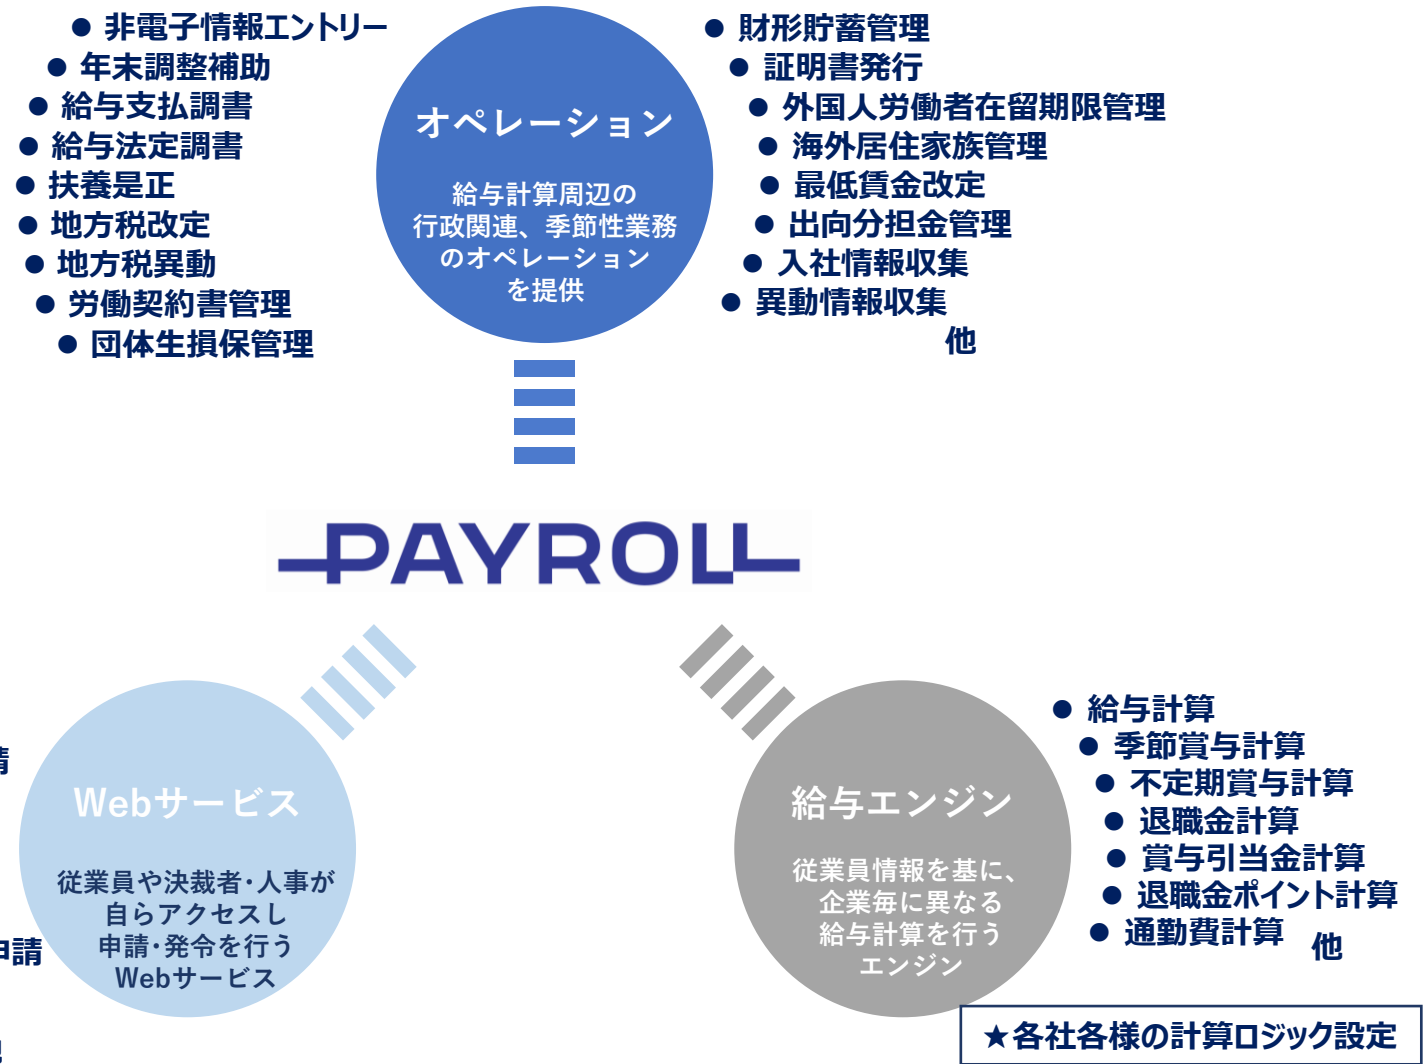 ● 非電子情報エントリー
● 年末調整補助
● 給与支払調書
● 給与法定調書
● 扶養是正
● 地方税改定
● 地方税異動
● 労働契約書管理
● 団体生損保管理
オペレーション
給与計算周辺の
行政関連、季節性業務
のオペレーション
を提供
● 財形貯蓄管理
● 証明書発行
● 外国人労働者在留期限管理
● 海外居住家族管理
● 最低賃金改定
● 出向分担金管理
● 入社情報収集
● 異動情報収集
他
PAYROLL
請
申請
Webサービス
従業員や決裁者・人事が
自らアクセスし
申請・発令を行う
Webサービス
給与エンジン
従業員情報を基に、
企業毎に異なる
給与計算を行う
エンジン
● 給与計算
● 季節賞与計算
● 不定期賞与計算
● 退職金計算
● 賞与引当金計算
● 退職金ポイント計算
● 通勤費計算
他
★各社各様の計算ロジック設定